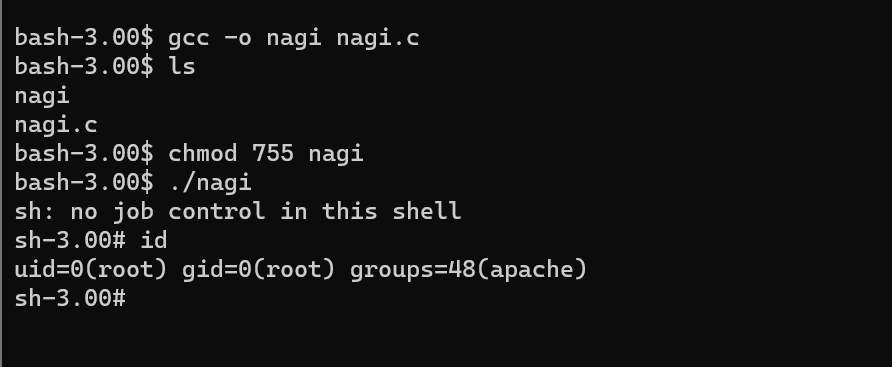 bash-3.00$ gcc -o nagi nagi.c
bash-3.00$ ls
nagi
nagi.c
bash-3.00$ chmod 755 nagi
bash-3.00$ ./nagi
sh: no job control in this shell
sh-3.00# id
uid=0(root) gid=0(root) groups=48(apache)
sh-3.00#